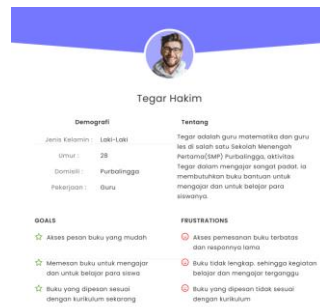 Tegar Hakim
Demografi
Jenis Kelamin : Laki-Laki
Umur : 28
Domisili : Purbalingga
Pekerjaan : Guru
Tentang
Tegar adalah guru matematika dan guru
les di salah satu Sekolah Menengah
Pertama(SMP) Purbalingga, aktivitas
Tegar dalam mengajar sangat padat. ia
membutuhkan buku bantuan untuk
mengajar dan untuk belajar para
siswanya.
GOALS
Akses pesan buku yang mudah
Memesan buku untuk mengajar
dan untuk belajar para siswa
Buku yang dipesan sesuai
dengan kurikulum sekarang
FRUSTRATIONS
Akses pemesanan buku terbatas
dan responnya lama
Buku tidak lengkap, sehingga kegiatan
belajar dan mengajar terganggu
Buku yang dipesan tidak sesuai
dengan kurikulum